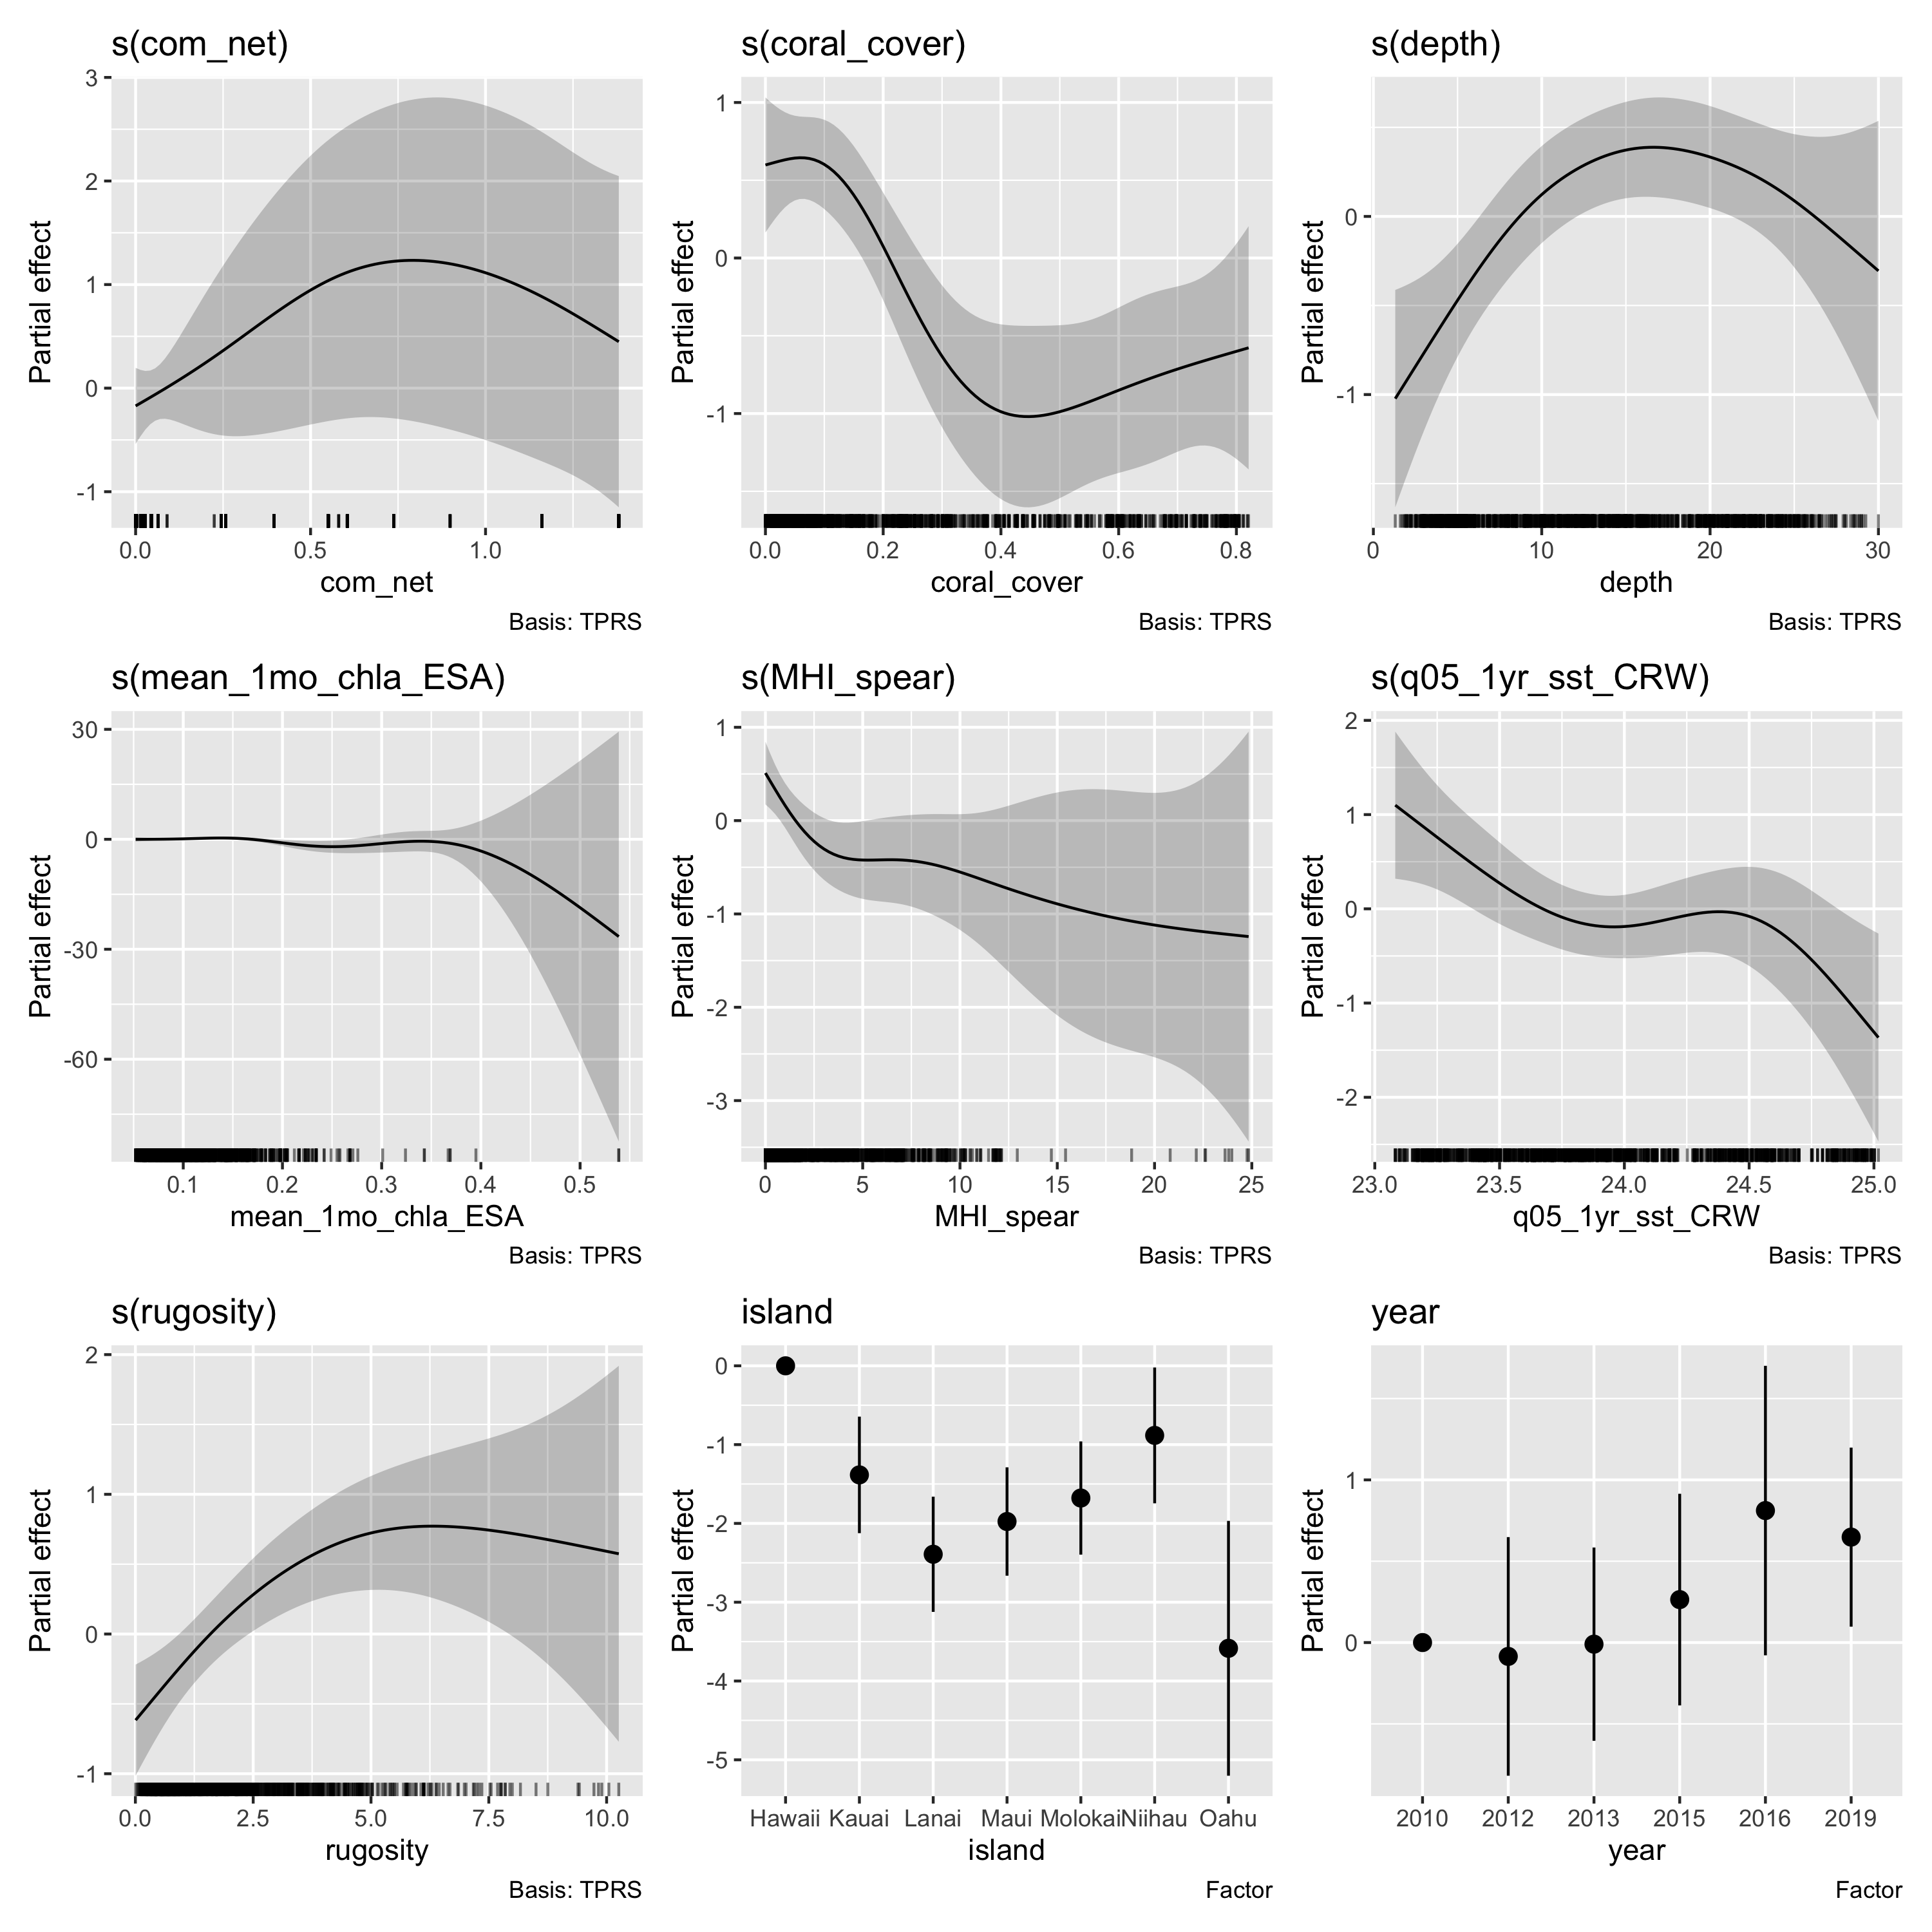 s(com_net)
Partial effect
3
2
1
0
-1
0.0 0.5 1.0
com_net
Basis: TPRS
s(coral_cover)
Partial effect
1
0
-1
0.0 0.2 0.4 0.6 0.8
coral_cover
Basis: TPRS
s(depth)
Partial effect
0
-1
0 10 20 30
depth
Basis: TPRS
s(mean_1mo_chla_ESA)
Partial effect
30
0
-30
-60
0.1 0.2 0.3 0.4 0.5
mean_1mo_chla_ESA
Basis: TPRS
s(MHI_spear)
Partial effect
1
0
-1
-2
-3
0 5 10 15 20 25
MHI_spear
Basis: TPRS
s(q05_1yr_sst_CRW)
Partial effect
2
1
0
-1
-2
23.0 23.5 24.0 24.5 25.0
q05_1yr_sst_CRW
Basis: TPRS
s(rugosity)
Partial effect
2
1
0
-1
0.0 2.5 5.0 7.5 10.0
rugosity
Basis: TPRS
island
Partial effect
0
-1
-2
-3
-4
-5
Hawaii Kauai Lanai Maui Molokai Niihau Oahu
island
Factor
year
Partial effect
1
0
2010 2012 2013 2015 2016 2019
year
Factor